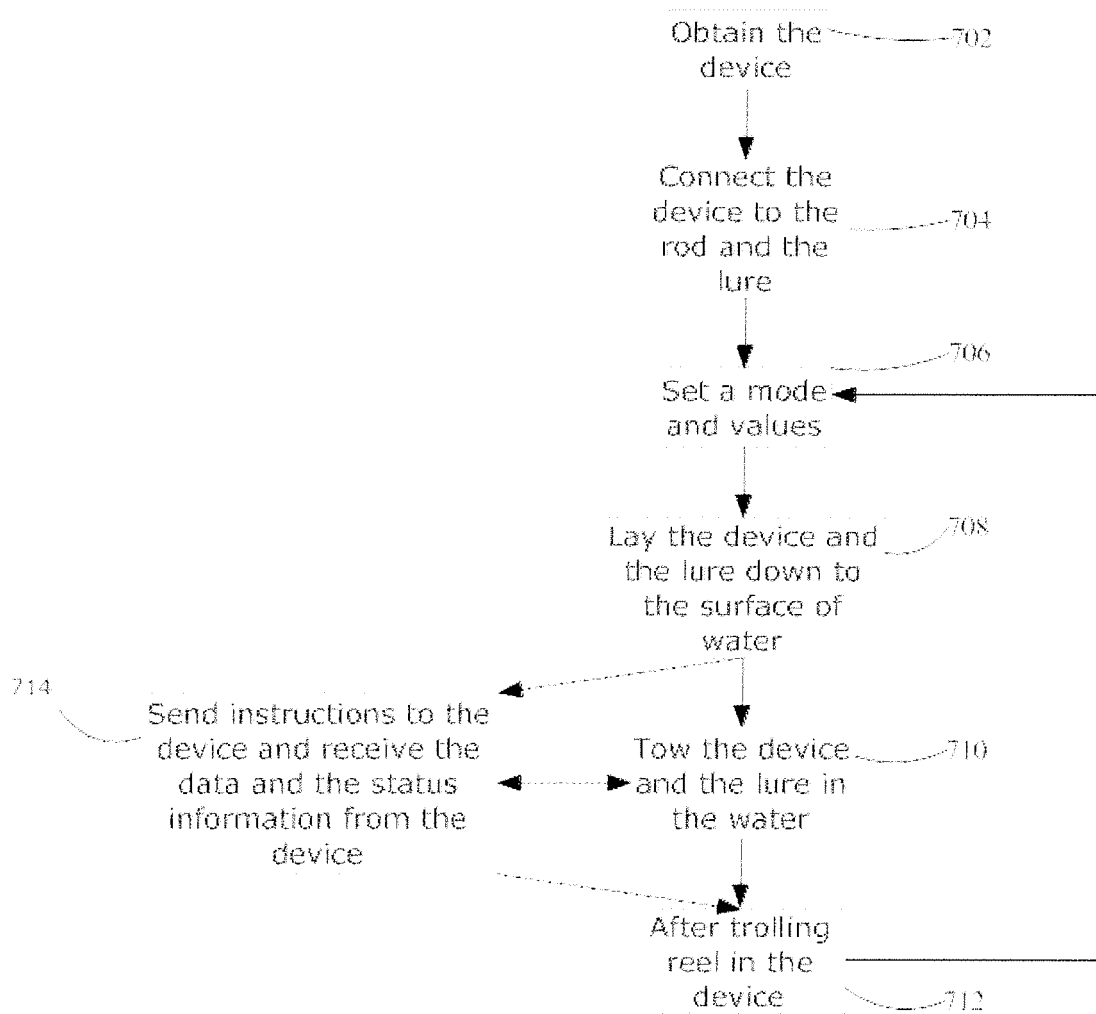 Obtain the
device
702
Connect the
device to the
rod and the
lure
704
706
Set a mode
and values
Lay the device and
the lure down to
the surface of
water
708
714
Send instructions to the
device and receive the
data and the status
information from the
device
Tow the device
and the lure in
the water
710
After trolling
reel in the
device
712